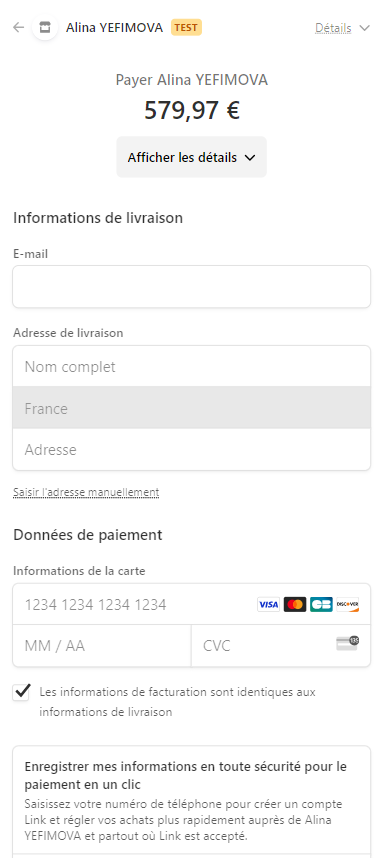 Alina YEFIMOVA TEST Détails
Payer Alina YEFIMOVA
579,97 €
Afficher les détails
Informations de livraison
E-mail
Adresse de livraison
Nom complet
France
Adresse
Saisir l'adresse manuellement
Données de paiement
Informations de la carte
1234 1234 1234 1234 VISA CB DISCOVER
MM / AA CVC 135
Les informations de facturation sont identiques aux
informations de livraison
Enregistrer mes informations en toute sécurité pour le
paiement en un clic
Saisissez votre numéro de téléphone pour créer un compte
Link et régler vos achats plus rapidement auprès de Alina
YEFIMOVA et partout où Link est accepté.